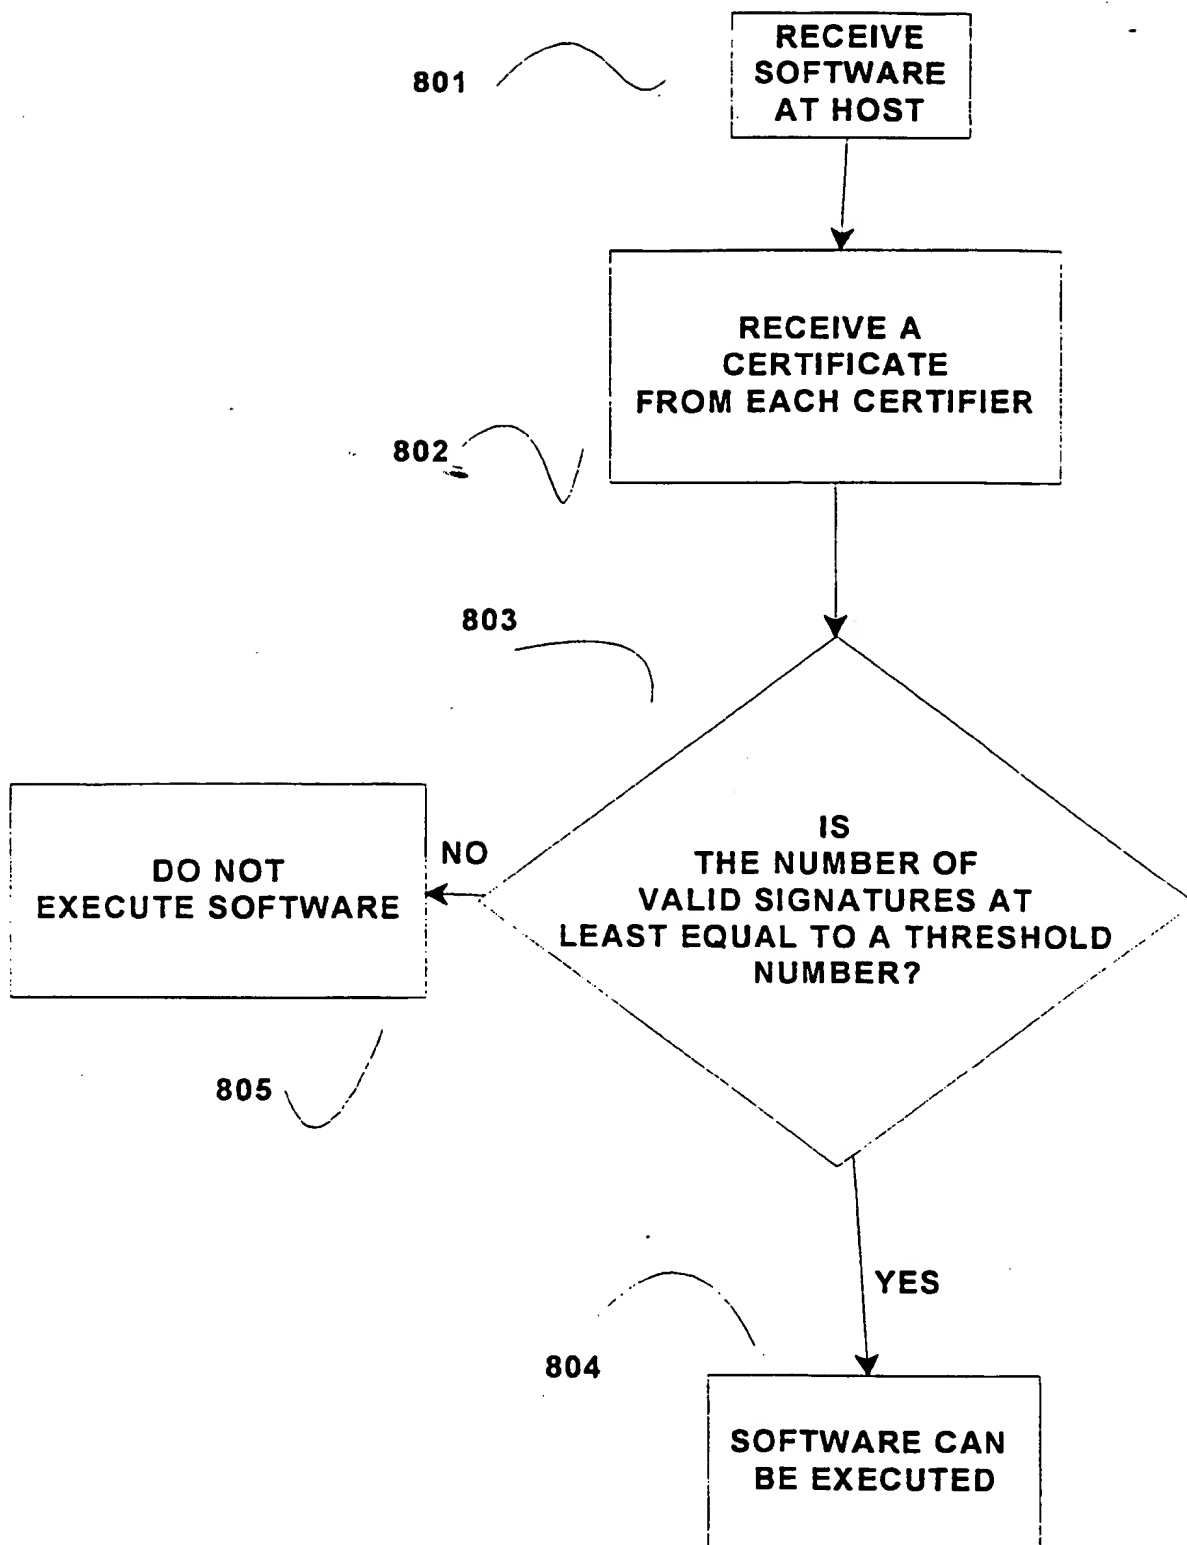 801
RECEIVE
SOFTWARE
AT HOST
802
RECEIVE A
CERTIFICATE
FROM EACH CERTIFIER
803
IS
THE NUMBER OF
VALID SIGNATURES AT
LEAST EQUAL TO A THRESHOLD
NUMBER?
NO
DO NOT
EXECUTE SOFTWARE
805
YES
804
SOFTWARE CAN
BE EXECUTED